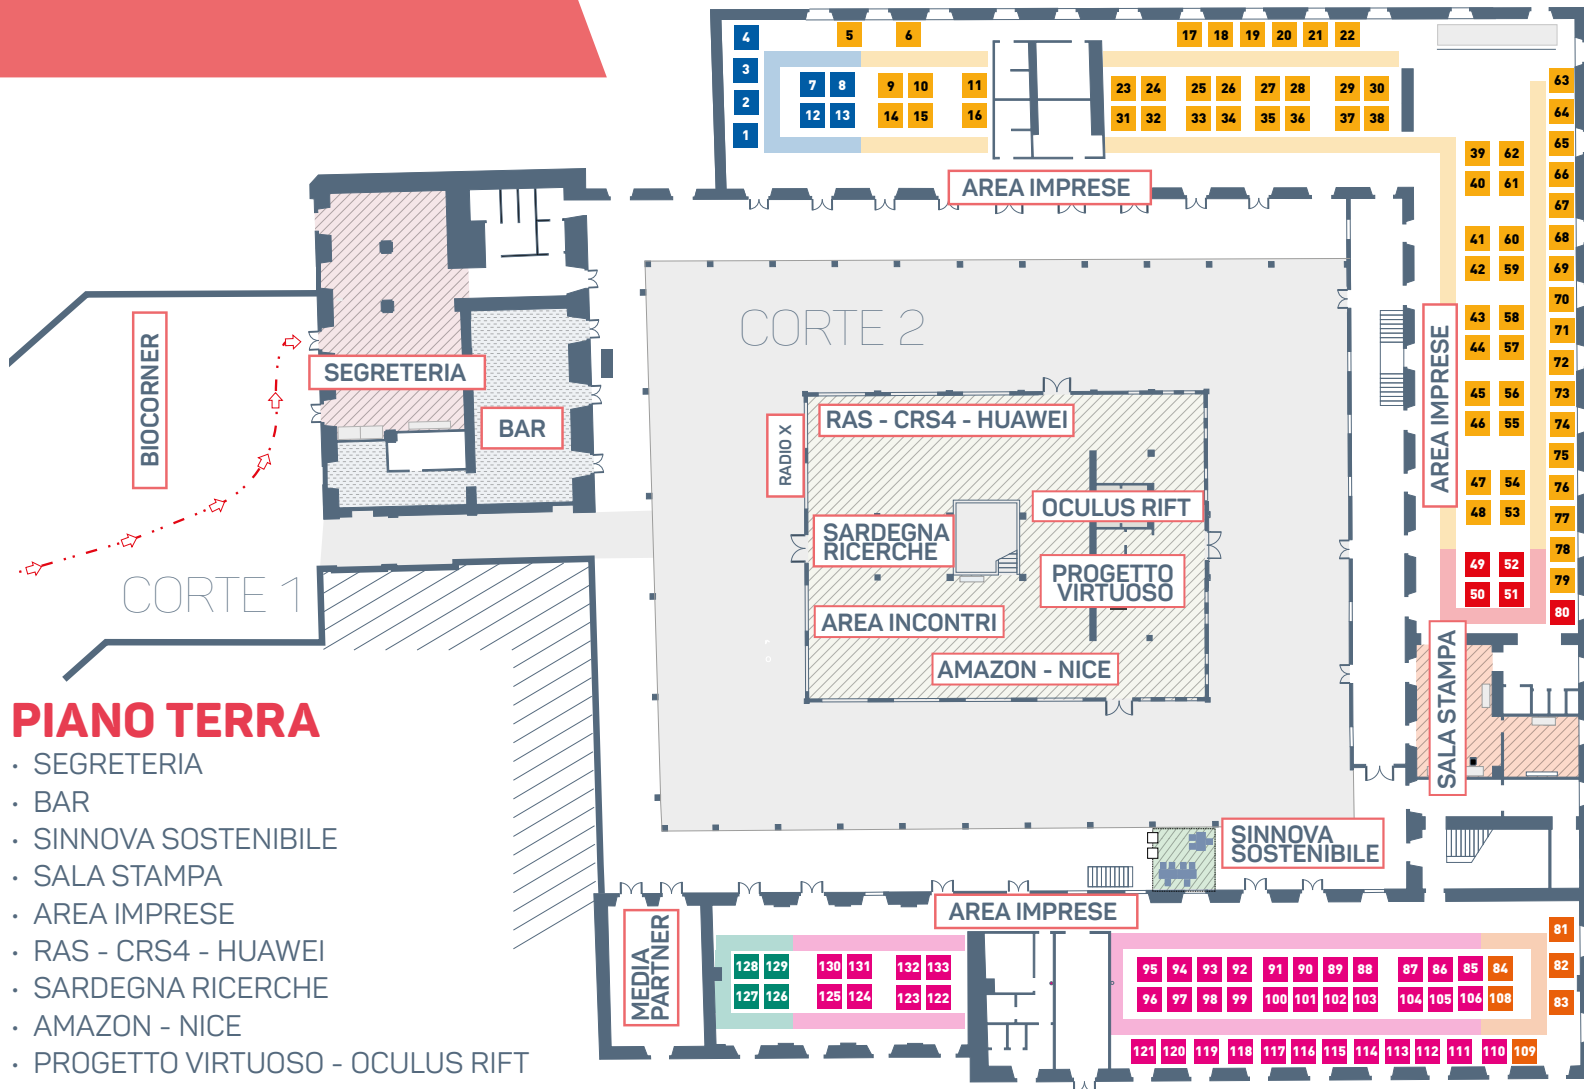 4
3
2
1
5 6
7 8
12 13
9 10
14 15
11
16
17 18 19 20 21 22
23 24 25 26 27 28 29 30
31 32 33 34 35 36 37 38
AREA IMPRESE
39 62
40 61
41 60
42 59
43 58
44 57
45 56
46 55
47 54
48 53
49 52
50 51
63
64
65
66
67
68
69
70
71
72
73
74
75
76
77
78
79
80
AREA IMPRESE
SALA STAMPA
BIOCORNER
SEGRETERIA
BAR
CORTE 1
CORTE 2
RADIO X
RAS - CRS4 - HUAWEI
OCULUS RIFT
SARDEGNA
RICERCHE
PROGETTO
VIRTUOSO
AREA INCONTRI
AMAZON - NICE
SINNOVA
SOSTENIBILE
AREA IMPRESE
MEDIA
PARTNER
128 129 130 131 132 133
127 126 125 124 123 122
95 94 93 92 91 90 89 88 87 86 85 84
96 97 98 99 100 101 102 103 104 105 106 108
121 120 119 118 117 116 115 114 113 112 111 110 109
81
82
83
PIANO TERRA
· SEGRETERIA
· BAR
· SINNOVA SOSTENIBILE
· SALA STAMPA
· AREA IMPRESE
· RAS - CRS4 - HUAWEI
· SARDEGNA RICERCHE
· AMAZON - NICE
· PROGETTO VIRTUOSO - OCULUS RIFT